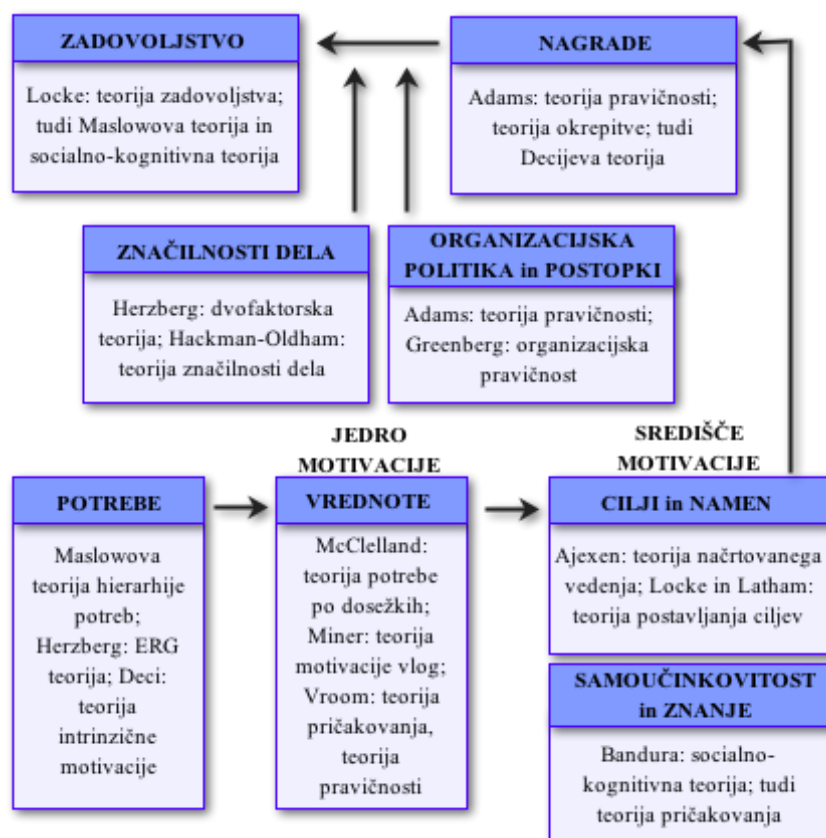 ZADOVOLJSTVO
Locke: teorija zadovoljstva;
tudi Maslowova teorija in
socialno-kognitivna teorija
NAGRADE
Adams: teorija pravičnosti;
teorija okrepitve; tudi
Decijeva teorija
ZNAČILNOSTI DELA
Herzberg: dvofaktorska
teorija; Hackman-Oldham:
teorija značilnosti dela
ORGANIZACIJSKA
POLITIKA in POSTOPKI
Adams: teorija pravičnosti;
Greenberg: organizacijska
pravičnost
JEDRO
MOTIVACIJE
SREDIŠČE
MOTIVACIJE
POTREBE
Maslowova
teorija hierarhije
potreb;
Herzberg: ERG
teorija; Deci:
teorija
intrinzične
motivacije
VREDNOTE
McClelland:
teorija potrebe
po dosežkih;
Miner: teorija
motivacije vlog;
Vroom: teorija
pričakovanja,
teorija
pravičnosti
CILJI in NAMEN
Ajexen: teorija načrtovanega
vedenja; Locke in Latham:
teorija postavljanja ciljev
SAMOUČINKOVITOST
in ZNANJE
Bandura: socialno-
kognitivna teorija; tudi
teorija pričakovanja